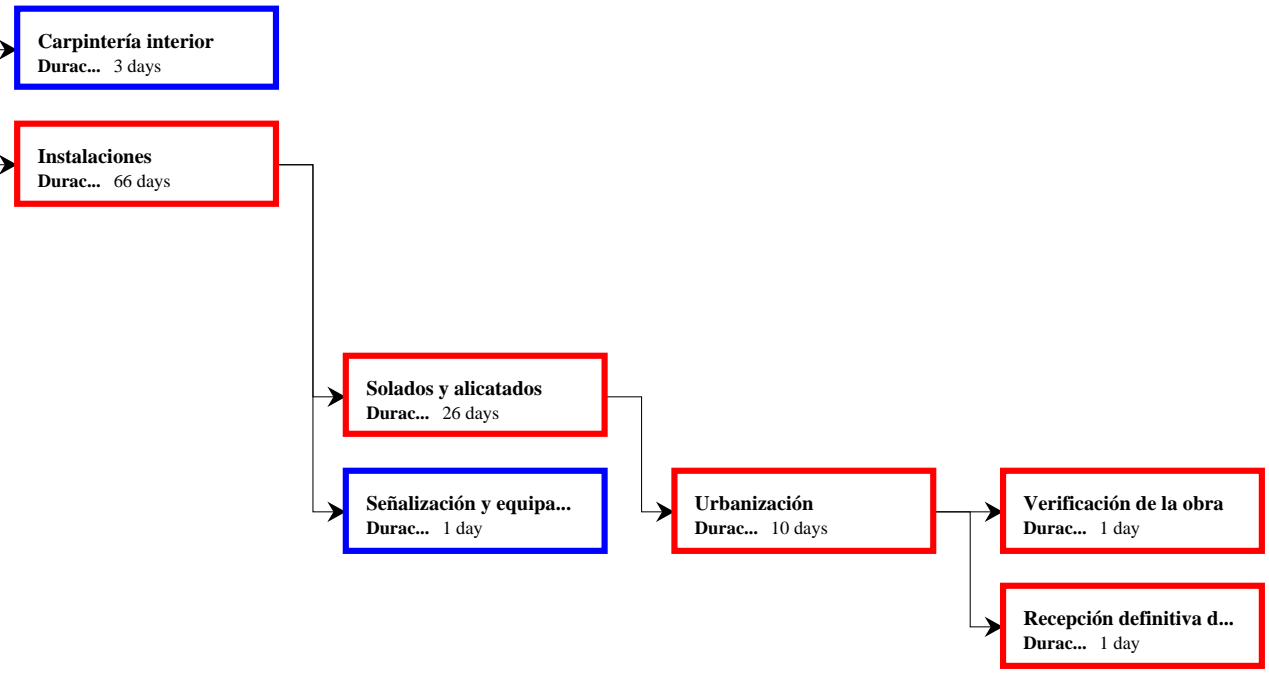 Carpintería interior
Durac... 3 days
Instalaciones
Durac... 66 days
Solados y alicatados
Durac... 26 days
Señalización y equipa...
Durac... 1 day
Urbanización
Durac... 10 days
Verificación de la obra
Durac... 1 day
Recepción definitiva d...
Durac... 1 day